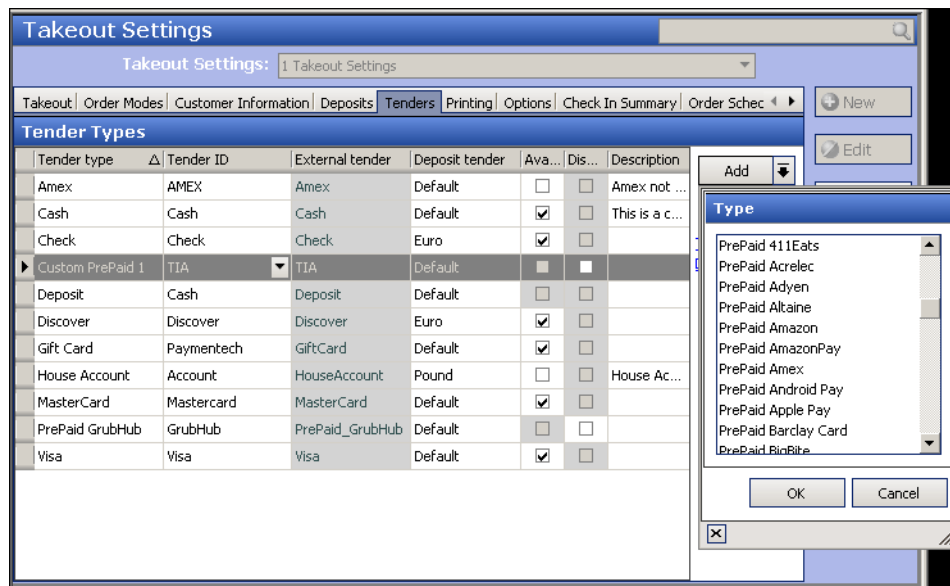 Takeout Settings
Takeout Settings: 1 Takeout Settings
Takeout Order Modes Customer Information Deposits Tenders Printing Options Check In Summary Order Sched
New
Tender Types
Edit
Tender type Tender ID External tender Deposit tender Ava... Dis... Description
Add
Amex AMEX Amex Default Amex not ...
Cash Cash Cash Default This is a c...
Check Check Check Euro
Custom PrePaid 1 TIA TIA Default
Deposit Cash Deposit Default
Discover Discover Discover Euro
Gift Card Paymentech GiftCard Default
House Account Account HouseAccount Pound House Ac...
MasterCard Mastercard MasterCard Default
PrePaid GrubHub GrubHub PrePaid_GrubHub Default
Visa Visa Visa Default
Type
PrePaid 411Eats
PrePaid Acrelec
PrePaid Adyen
PrePaid Altaine
PrePaid Amazon
PrePaid AmazonPay
PrePaid Amex
PrePaid Android Pay
PrePaid Apple Pay
PrePaid Barclay Card
PrePaid BigBite
OK Cancel